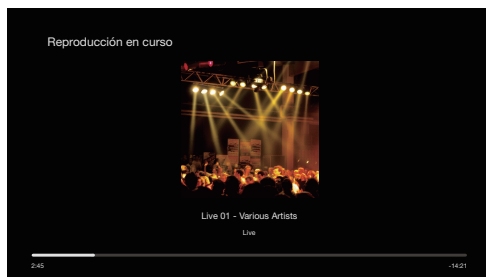 Reproducción en curso
Live 01 - Various Artists
Live
2:45
-14:21